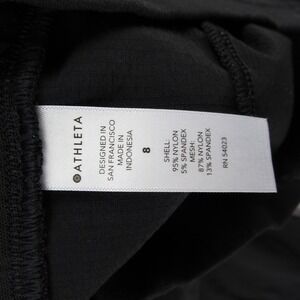 ATHLETA
DESIGNED IN
SAN FRANCISCO
MADE IN
INDONESIA
8
SHELL:
95% NYLON
5% SPANDEX
MESH:
87% NYLON
13% SPANDEX
RN 54023